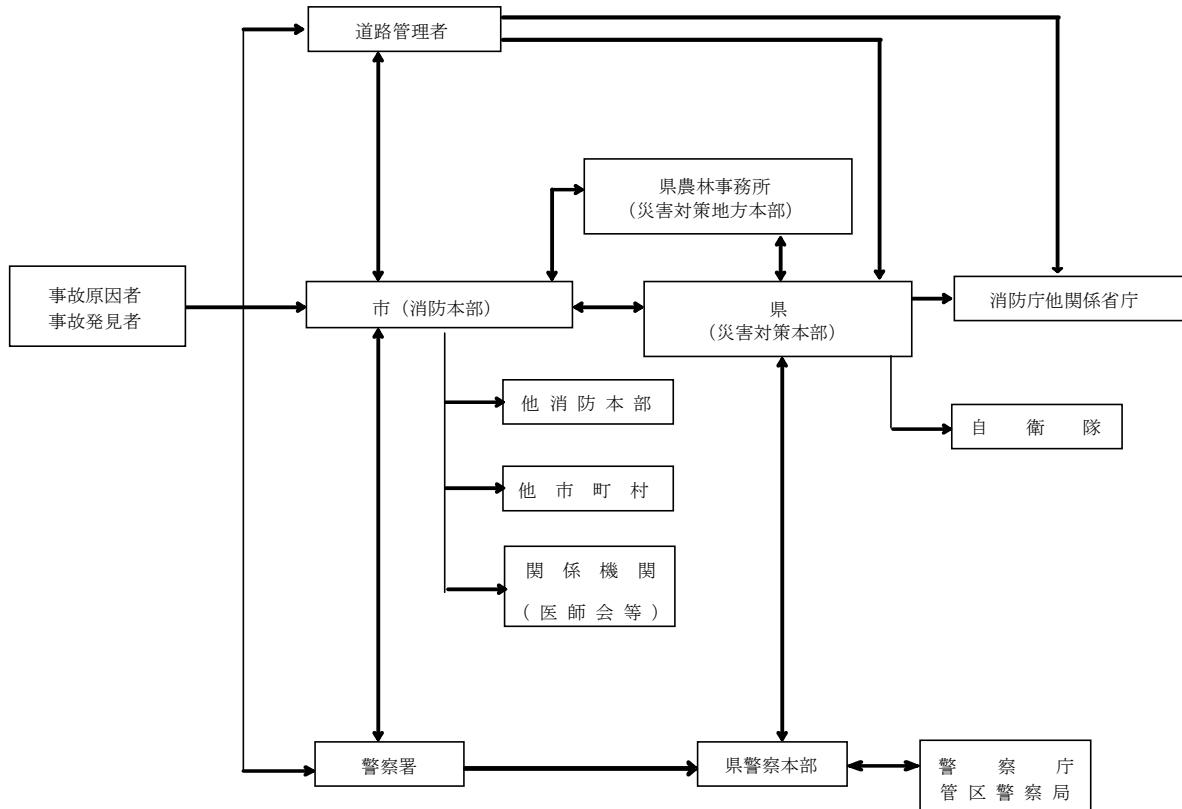 道路管理者
県農林事務所
（災害対策地方本部）
事故原因者
事故発見者
市（消防本部）
県
（災害対策本部）
消防庁他関係省庁
他消防本部
自衛隊
他市町村
関係機関
（医師会等）
警察署
県警察本部
警察庁
管区警察局